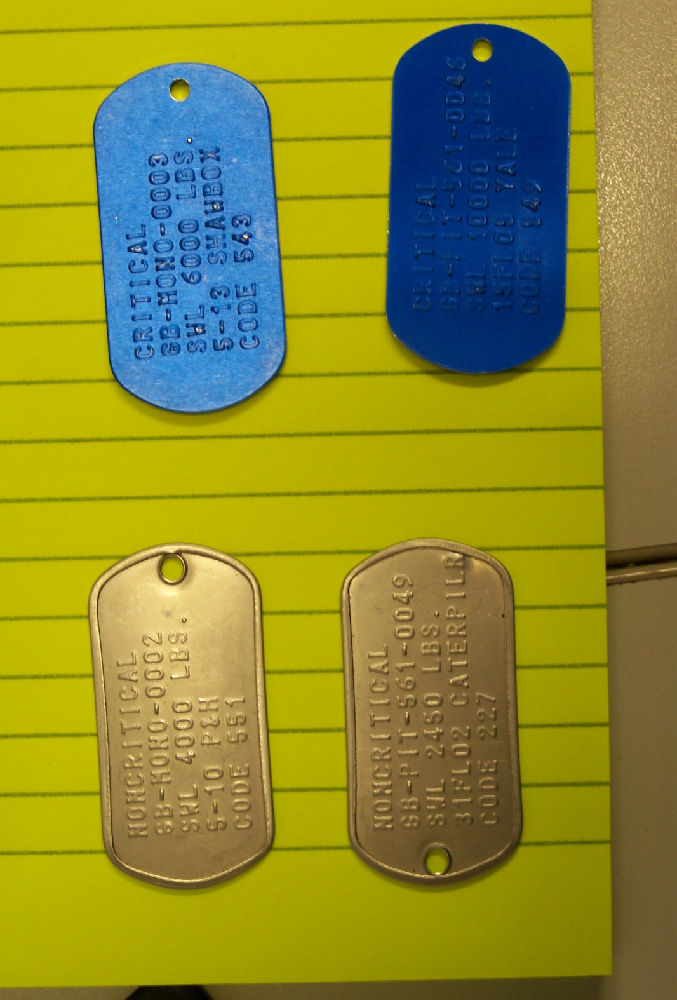 CRITICAL
GB-MONO-0003
SWL 6000 LBS.
5-13 SHAWBOX
CODE 543
CRITICAL
GB-PIT-561-0046
SWL 10000 LBS.
15FL05 YALE
CODE 549
NONCRITICAL
GB-MONO-0002
SWL 4000 LBS.
5-10 P&H
CODE 551
NONCRITICAL
GB-PIT-561-0049
SWL 2450 LBS.
31FL02 CATERPILR
CODE 227